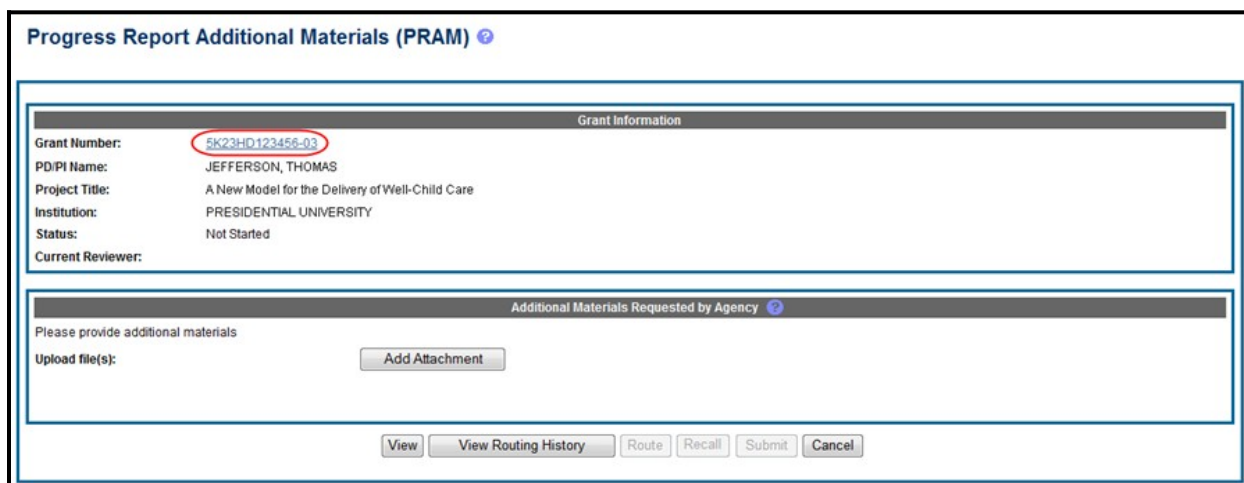 Progress Report Additional Materials (PRAM) ?
Grant Information
Grant Number: 5K23HD123456-03
PD/PI Name: JEFFERSON, THOMAS
Project Title: A New Model for the Delivery of Well-Child Care
Institution: PRESIDENTIAL UNIVERSITY
Status: Not Started
Current Reviewer:
Additional Materials Requested by Agency ?
Please provide additional materials
Upload file(s): Add Attachment
View View Routing History Route Recall Submit Cancel